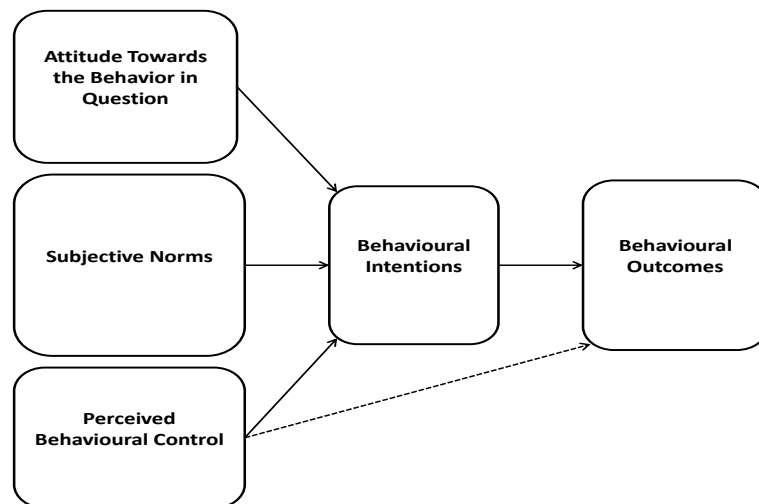 Attitude Towards
the Behavior in
Question
Subjective Norms
Perceived
Behavioural Control
Behavioural
Intentions
Behavioural
Outcomes